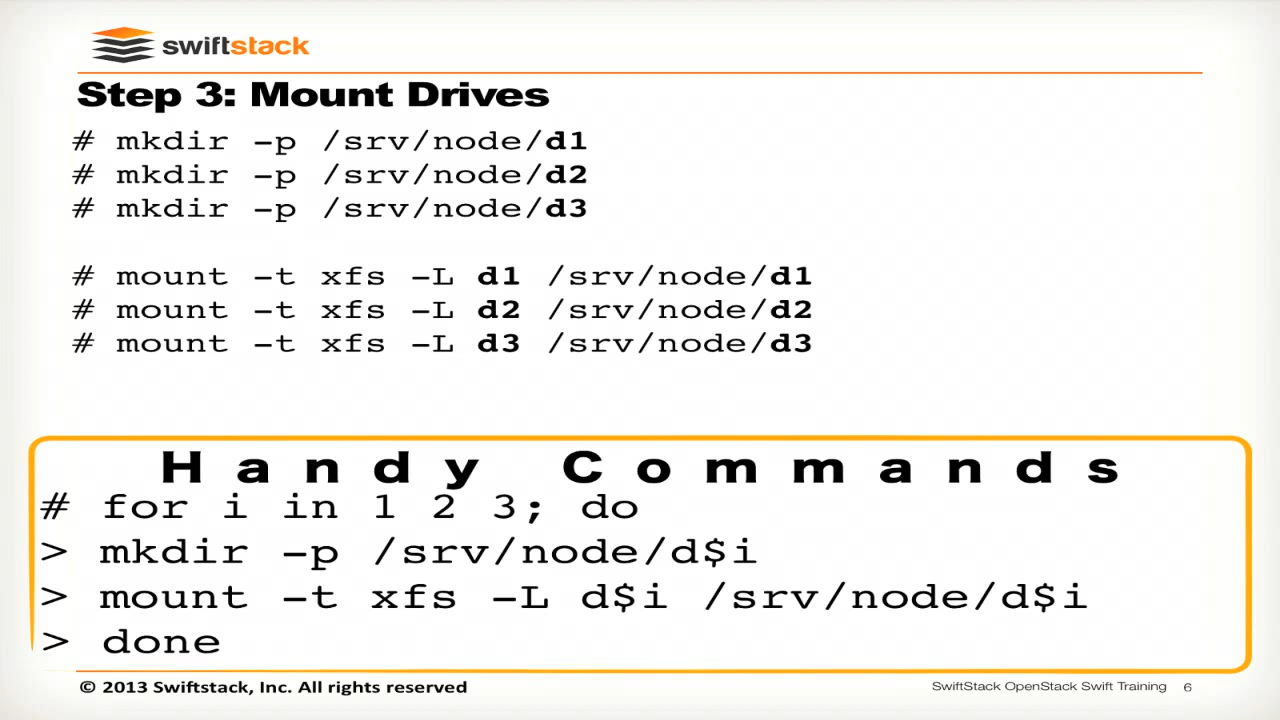 swiftstack
Step 3: Mount Drives
# mkdir -p /srv/node/d1
# mkdir -p /srv/node/d2
# mkdir -p /srv/node/d3
# mount -t xfs -L d1 /srv/node/d1
# mount -t xfs -L d2 /srv/node/d2
# mount -t xfs -L d3 /srv/node/d3
Handy Commands
# for i in 1 2 3; do
> mkdir -p /srv/node/d$i
> mount -t xfs -L d$i /srv/node/d$i
> done
© 2013 Swiftstack, Inc. All rights reserved
SwiftStack OpenStack Swift Training 6